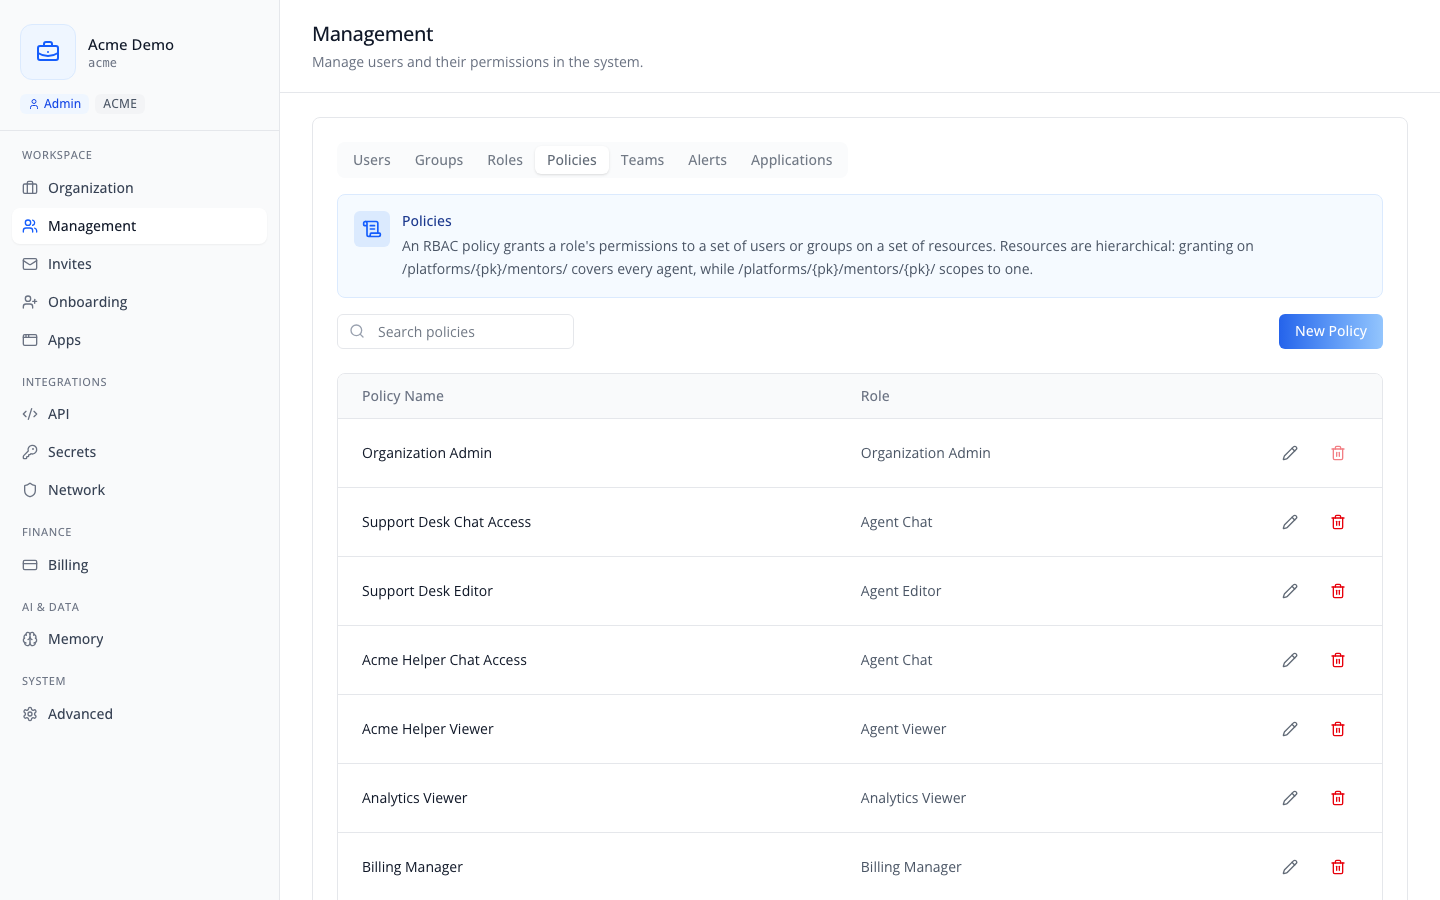 Acme Demo
acme
Admin
ACME
WORKSPACE
Organization
Management
Invites
Onboarding
Apps
INTEGRATIONS
API
Secrets
Network
FINANCE
Billing
AI & DATA
Memory
SYSTEM
Advanced
Management
Manage users and their permissions in the system.
Users Groups Roles Policies Teams Alerts Applications
Policies
An RBAC policy grants a role's permissions to a set of users or groups on a set of resources. Resources are hierarchical: granting on
/platforms/{pk}/mentors/ covers every agent, while /platforms/{pk}/mentors/{pk}/ scopes to one.
Search policies
New Policy
Policy Name Role
Organization Admin Organization Admin
Support Desk Chat Access Agent Chat
Support Desk Editor Agent Editor
Acme Helper Chat Access Agent Chat
Acme Helper Viewer Agent Viewer
Analytics Viewer Analytics Viewer
Billing Manager Billing Manager